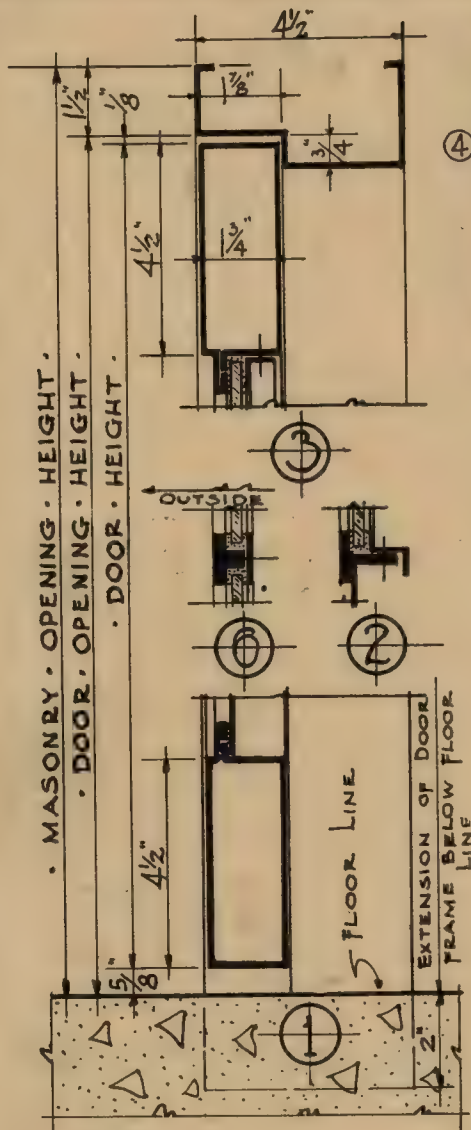 4½"
1½"
⅛"
1⅞"
¾"
④
4½"
1¾"
· MASONRY · OPENING · HEIGHT ·
· DOOR · OPENING · HEIGHT ·
· DOOR · HEIGHT ·
③
OUTSIDE
⑥
②
4½"
FLOOR LINE
EXTENSION OF DOOR
FRAME BELOW FLOOR
LINE
⅝"
①
2"